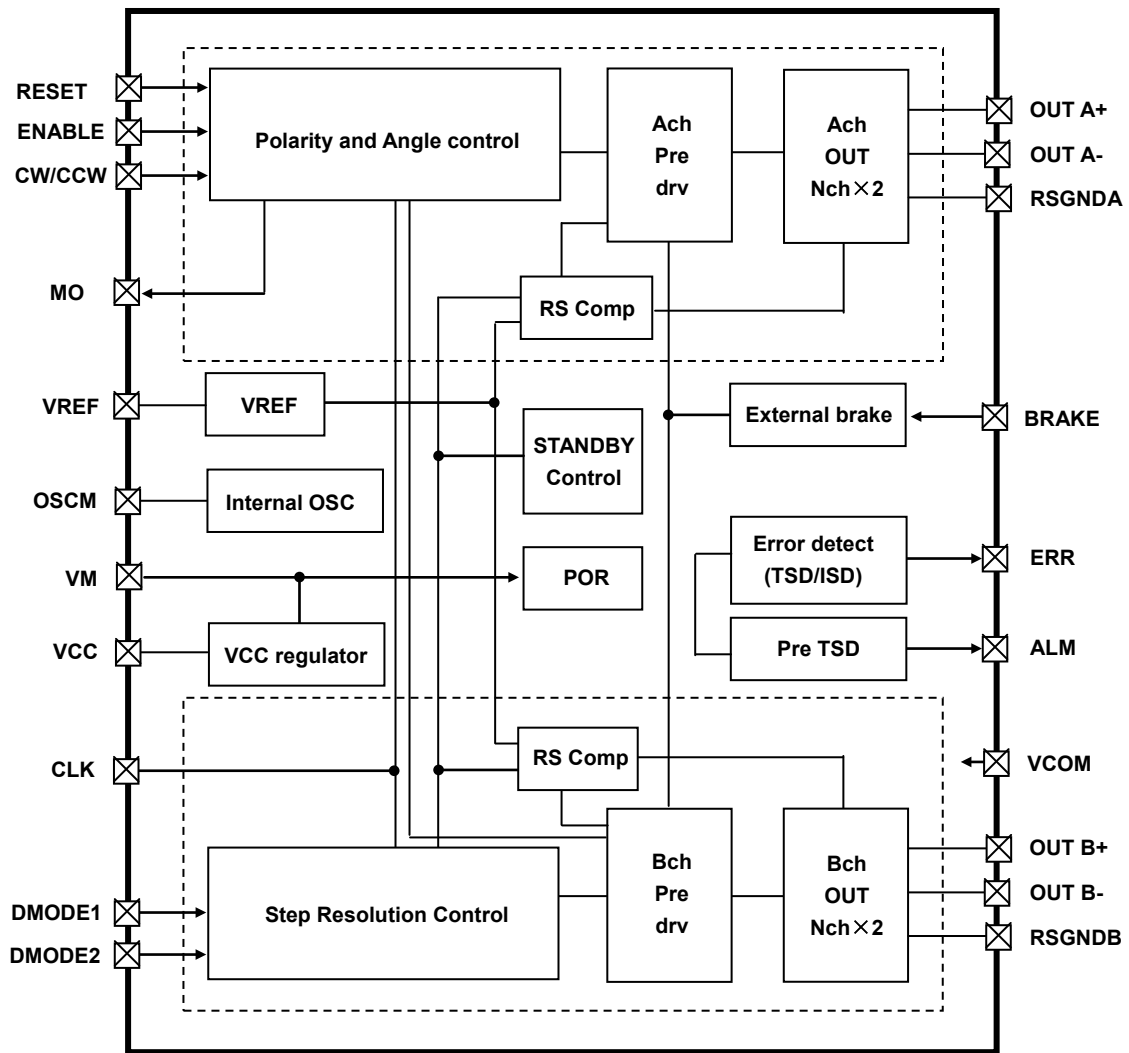 RESET
ENABLE
CW/CCW
Polarity and Angle control
Ach
Pre
drv
Ach
OUT
Nch×2
OUT A+
OUT A-
RSGNDA
MO
RS Comp
VREF
VREF
External brake
BRAKE
STANDBY
Control
OSCM
Internal OSC
Error detect
(TSD/ISD)
ERR
VM
POR
VCC
VCC regulator
Pre TSD
ALM
CLK
RS Comp
VCOM
Step Resolution Control
Bch
Pre
drv
Bch
OUT
Nch×2
OUT B+
OUT B-
RSGNDB
DMODE1
DMODE2